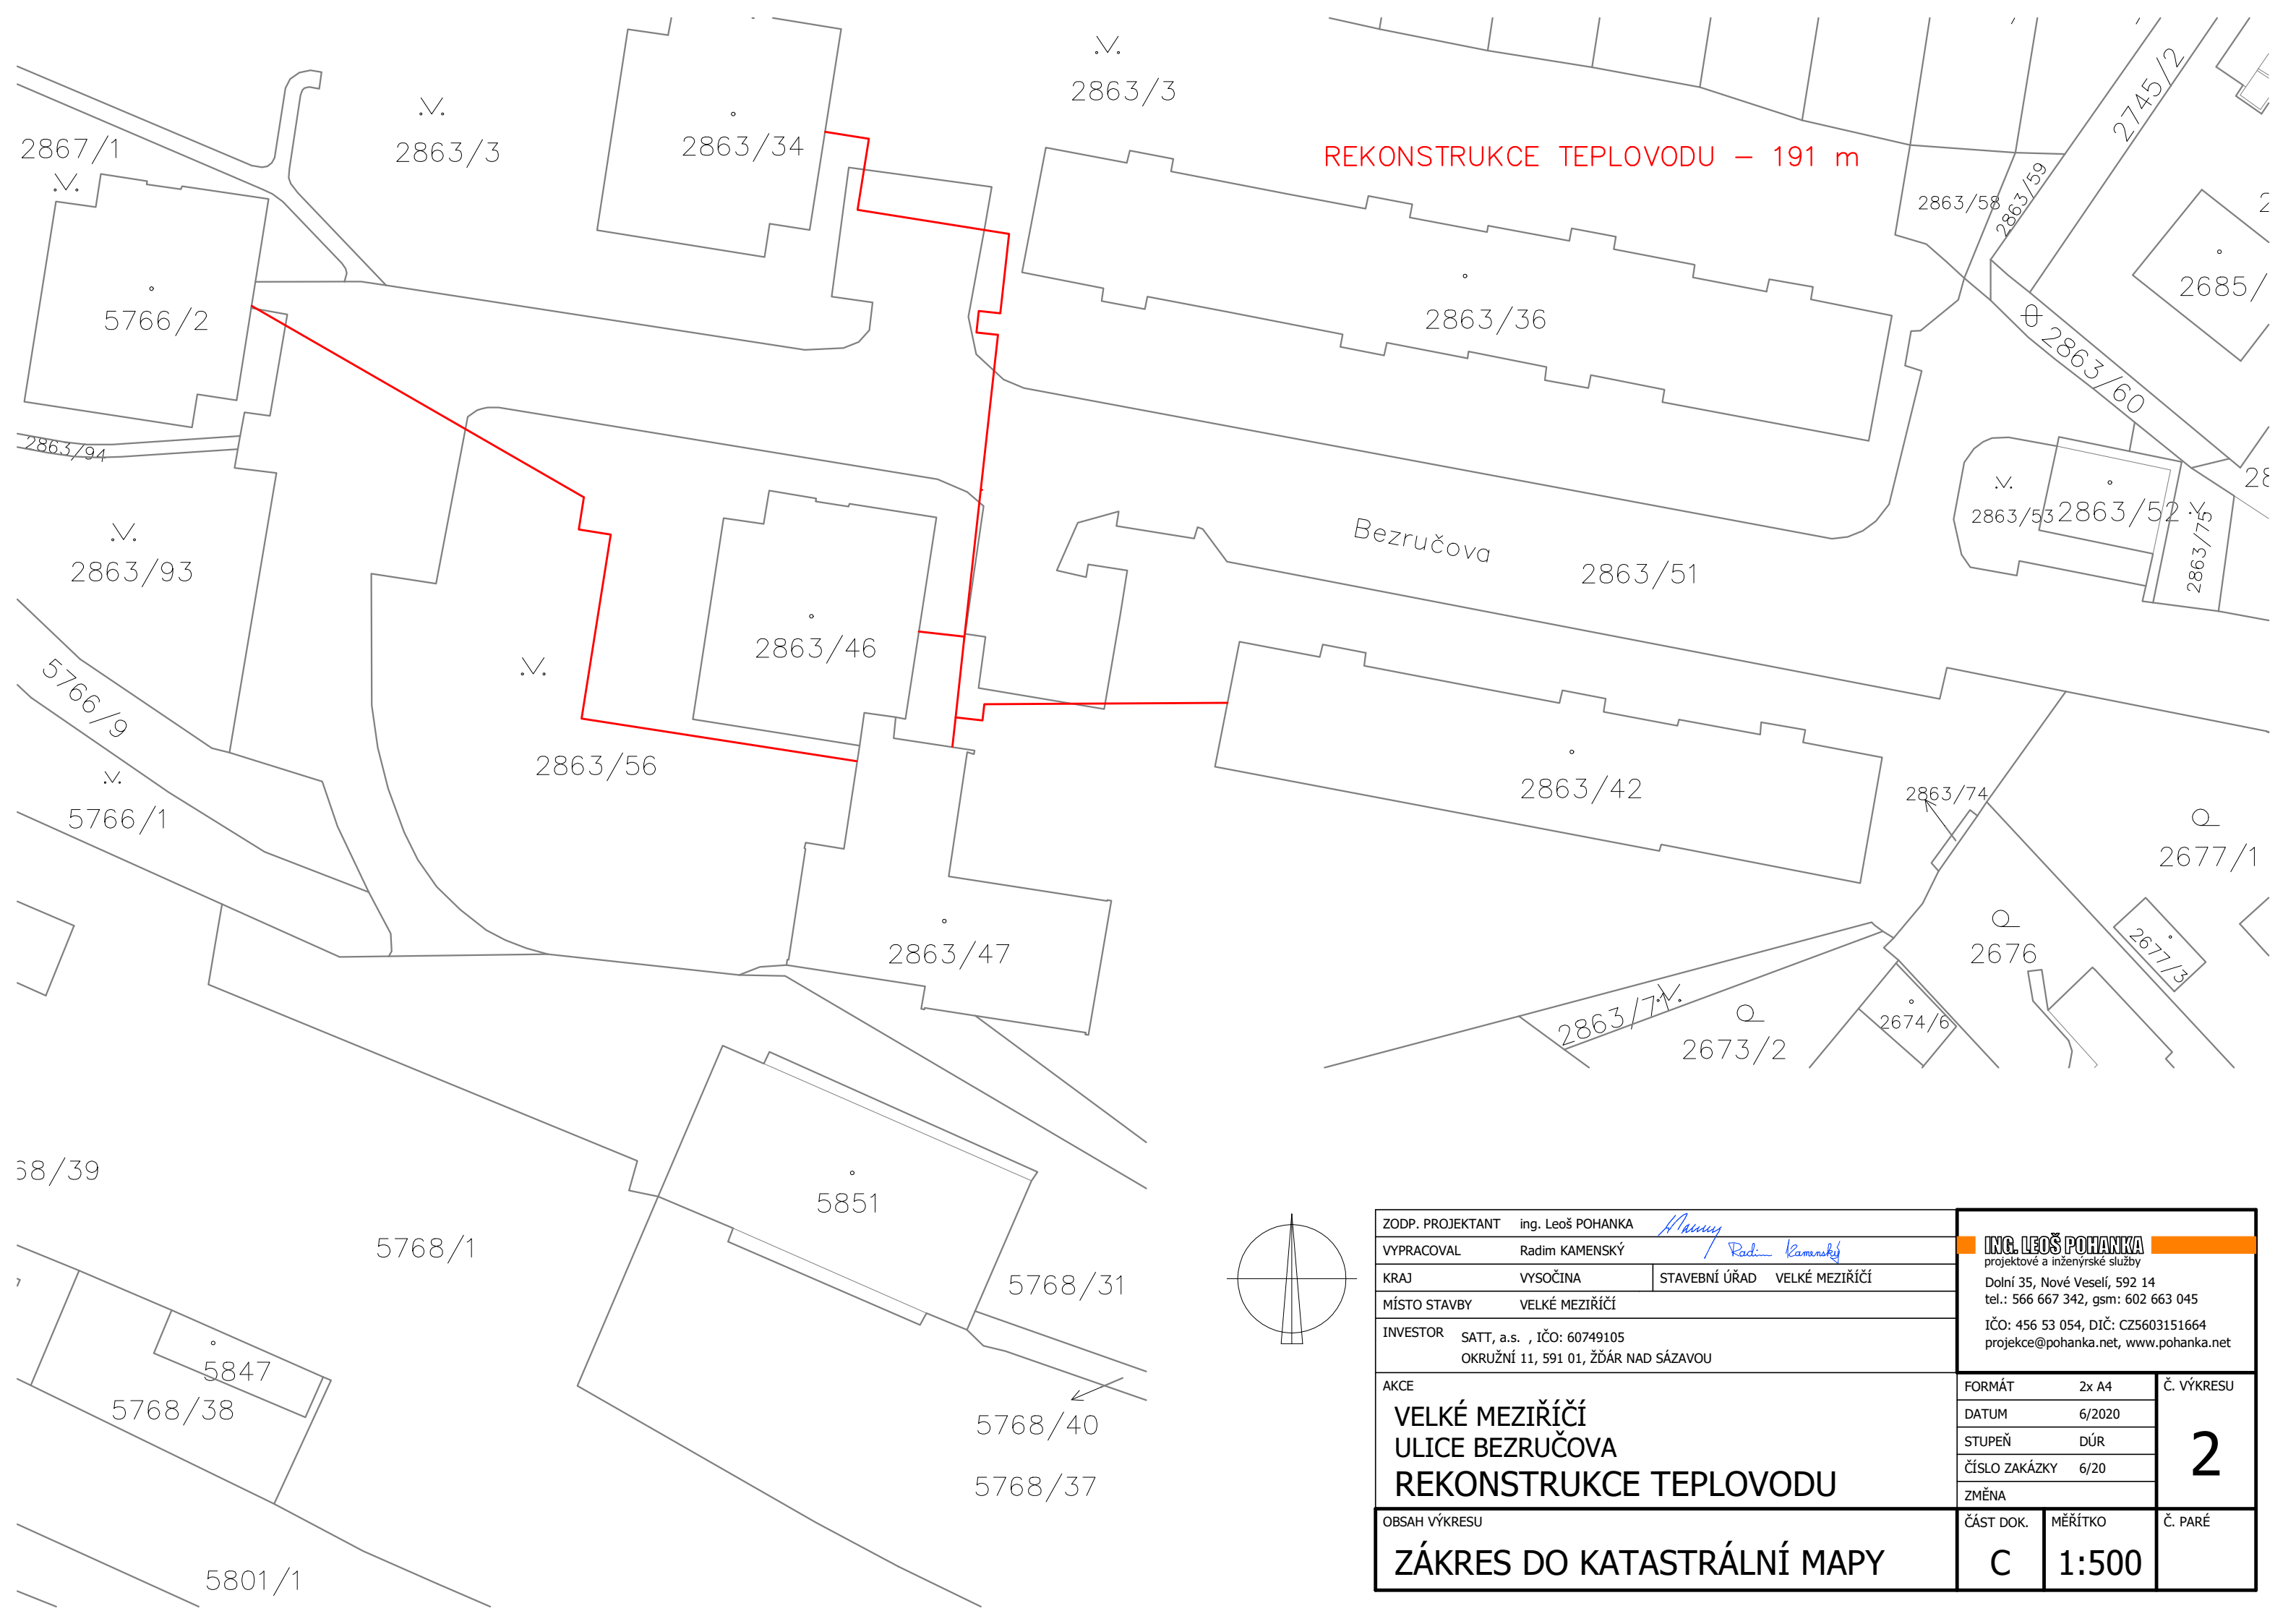 2863/3
2745/2
2867/1
2863/3
2863/34
REKONSTRUKCE TEPLOVODU – 191 m
2863/58
2863/59
5766/2
2863/36
2685/
2863/60
2863/94
2863/93
Bezručova
2863/51
2863/53
2863/52
2863/75
28
5766/9
2863/46
2863/56
2863/42
2863/74
5766/1
2677/1
2863/47
2676
2677/3
2863/71
2674/6
2673/2
68/39
5851
5768/1
5768/31
5847
5768/38
5768/40
5768/37
5801/1
ZODP. PROJEKTANT ing. Leoš POHANKA
VYPRACOVAL Radim KAMENSKÝ Radim Kamenský
KRAJ VYSOČINA STAVEBNÍ ÚŘAD VELKÉ MEZIŘÍČÍ
MÍSTO STAVBY VELKÉ MEZIŘÍČÍ
INVESTOR SATT, a.s. , IČO: 60749105
OKRUŽNÍ 11, 591 01, ŽĎÁR NAD SÁZAVOU
ING. LEOŠ POHANKA
projektové a inženýrské služby
Dolní 35, Nové Veselí, 592 14
tel.: 566 667 342, gsm: 602 663 045
IČO: 456 53 054, DIČ: CZ5603151664
projekce@pohanka.net, www.pohanka.net
AKCE
VELKÉ MEZIŘÍČÍ
ULICE BEZRUČOVA
REKONSTRUKCE TEPLOVODU
FORMÁT 2x A4
DATUM 6/2020
STUPEŇ DÚR
ČÍSLO ZAKÁZKY 6/20
ZMĚNA
Č. VÝKRESU
2
OBSAH VÝKRESU
ZÁKRES DO KATASTRÁLNÍ MAPY
ČÁST DOK.
C
MĚŘÍTKO
1:500
Č. PARÉ